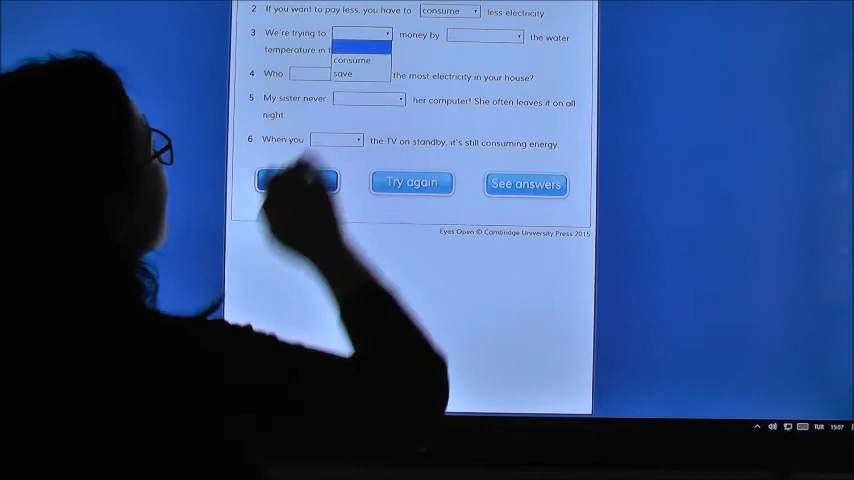 2 If you want to pay less, you have to consume less electricity
3 We're trying to money by the water
temperature in t
consume
save
4 Who the most electricity in your house?
5 My sister never her computer! She often leaves it on all
night
6 When you the TV on standby, it's still consuming energy
Try again See answers
Eyes Open © Cambridge University Press 2015
TUR 15:07